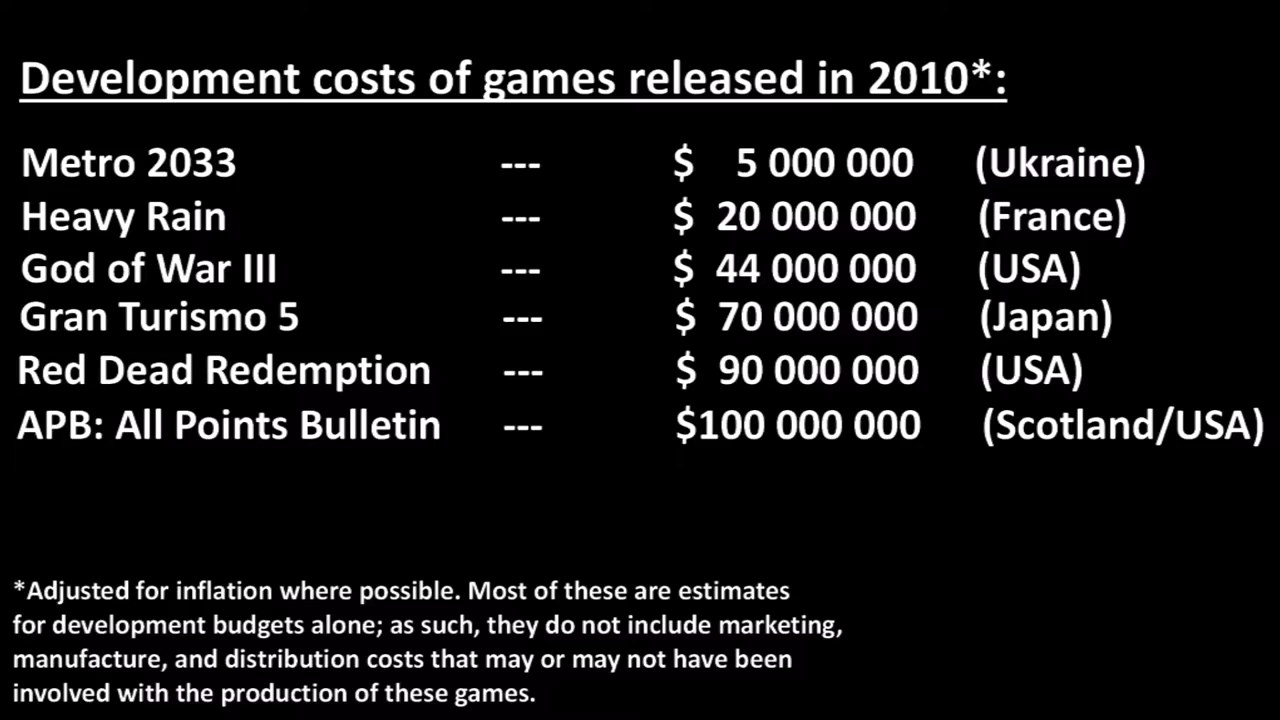 Development costs of games released in 2010*:
Metro 2033 --- $ 5 000 000 (Ukraine)
Heavy Rain --- $ 20 000 000 (France)
God of War III --- $ 44 000 000 (USA)
Gran Turismo 5 --- $ 70 000 000 (Japan)
Red Dead Redemption --- $ 90 000 000 (USA)
APB: All Points Bulletin --- $100 000 000 (Scotland/USA)
*Adjusted for inflation where possible. Most of these are estimates
for development budgets alone; as such, they do not include marketing,
manufacture, and distribution costs that may or may not have been
involved with the production of these games.